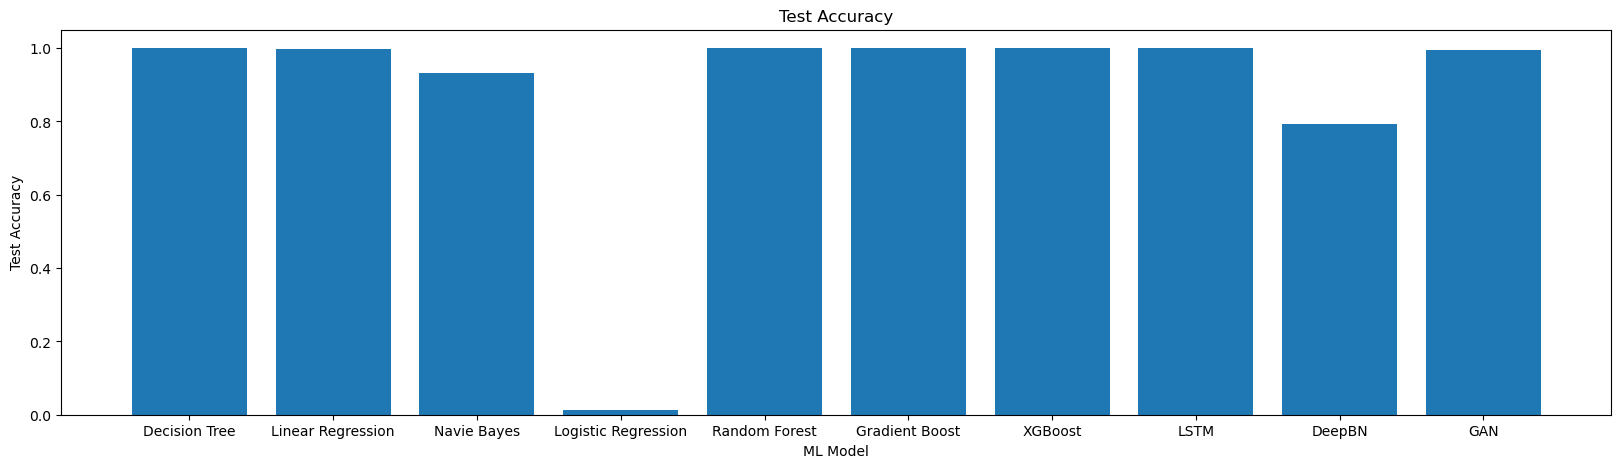 Test Accuracy
Test Accuracy
1.0
0.8
0.6
0.4
0.2
0.0
Decision Tree Linear Regression Navie Bayes Logistic Regression Random Forest Gradient Boost XGBoost LSTM DeepBN GAN
ML Model